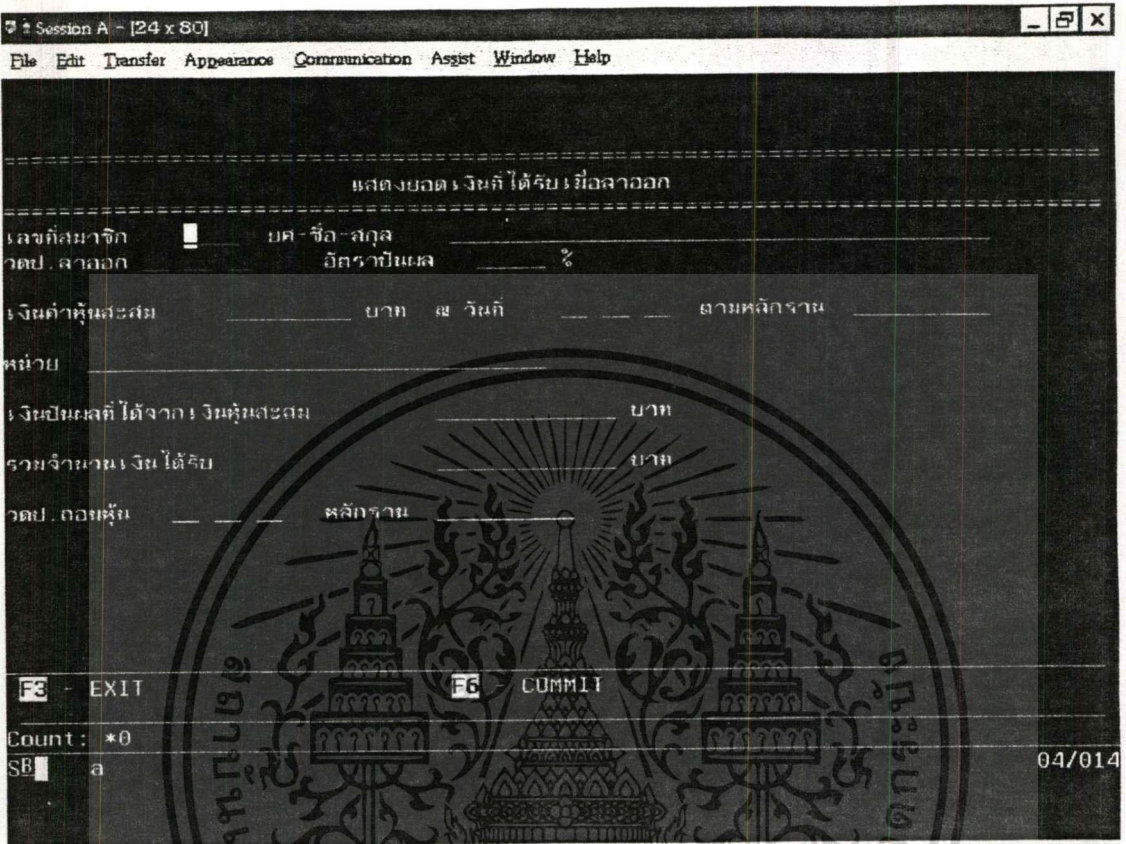 Session A - [24 x 80]
File Edit Transfer Appearance Communication Assist Window Help
แสดงยอดเงินที่ได้รับเมื่อลาออก
เลขที่สมาชิก ยศ-ชื่อ-สกุล
วดป.ลาออก อัตราปันผล %
เงินค่าหุ้นสะสม บาท ณ วันที่ ตามหลักฐาน
หน่วย
เงินปันผลที่ได้จากเงินหุ้นสะสม บาท
รวมจำนวนเงินได้รับ บาท
วดป.ถอนหุ้น หลักฐาน
F3 - EXIT F6 - COMMIT
Count: *0
SB a 04/014